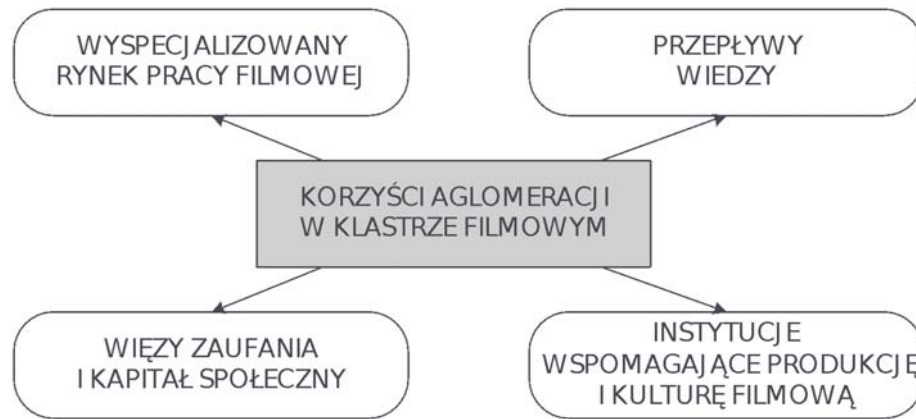 WYSPECJALIZOWANY
RYNEK PRACY FILMOWEJ
PRZEPŁYWY
WIEDZY
KORZYŚCI AGLOMERACJI
W KLASTRZE FILMOWYM
WIĘZY ZAUFANIA
I KAPITAŁ SPOŁECZNY
INSTYTUCJE
WSPOMAGAJĄCE PRODUKCJĘ
I KULTURĘ FILMOWĄ